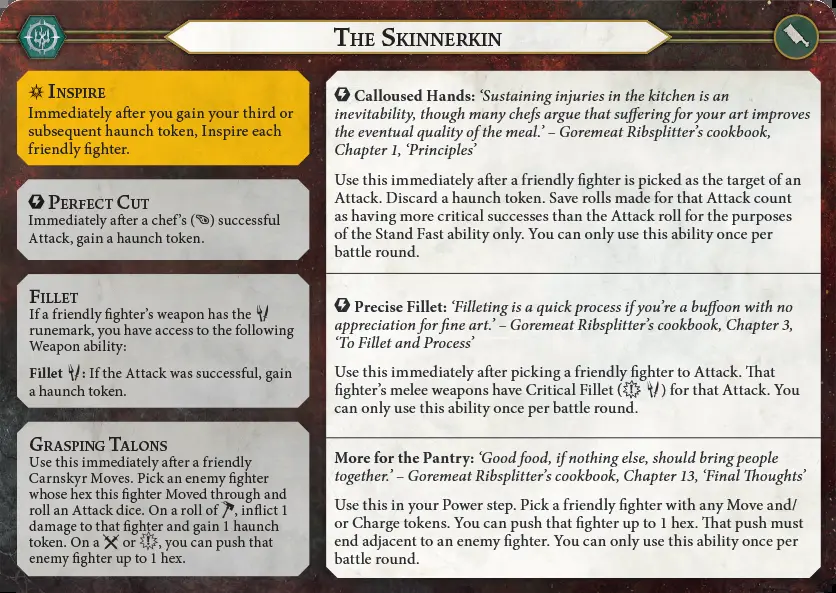 The Skinnerkin
Inspire
Immediately after you gain your third or
subsequent haunch token, Inspire each
friendly fighter.
Perfect Cut
Immediately after a chef's () successful
Attack, gain a haunch token.
Fillet
If a friendly fighter's weapon has the
runemark, you have access to the following
Weapon ability:
Fillet : If the Attack was successful, gain
a haunch token.
Grasping Talons
Use this immediately after a friendly
Carnskyr Moves. Pick an enemy fighter
whose hex this fighter Moved through and
roll an Attack dice. On a roll of , inflict 1
damage to that fighter and gain 1 haunch
token. On a or , you can push that
enemy fighter up to 1 hex.
Calloused Hands: 'Sustaining injuries in the kitchen is an
inevitability, though many chefs argue that suffering for your art improves
the eventual quality of the meal.' – Goremeat Ribsplitter's cookbook,
Chapter 1, 'Principles'
Use this immediately after a friendly fighter is picked as the target of an
Attack. Discard a haunch token. Save rolls made for that Attack count
as having more critical successes than the Attack roll for the purposes
of the Stand Fast ability only. You can only use this ability once per
battle round.
Precise Fillet: 'Filleting is a quick process if you're a buffoon with no
appreciation for fine art.' – Goremeat Ribsplitter's cookbook, Chapter 3,
'To Fillet and Process'
Use this immediately after picking a friendly fighter to Attack. That
fighter's melee weapons have Critical Fillet ( ) for that Attack. You
can only use this ability once per battle round.
More for the Pantry: 'Good food, if nothing else, should bring people
together.' – Goremeat Ribsplitter's cookbook, Chapter 13, 'Final Thoughts'
Use this in your Power step. Pick a friendly fighter with any Move and/
or Charge tokens. You can push that fighter up to 1 hex. That push must
end adjacent to an enemy fighter. You can only use this ability once per
battle round.